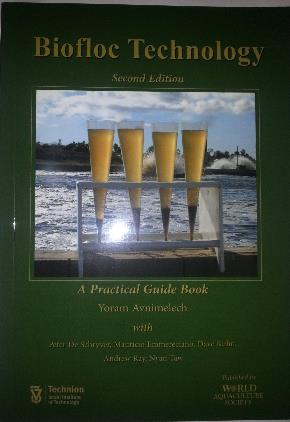 Biofloc Technology
Second Edition
A Practical Guide Book
Yoram Avnimelech
with
Peter De Schryver, Mauricio Emmereciano, Dave Kuhn,
Andrew Ray, Nyan Taw
Technion
Israel Institute
of Technology
Published by
WORLD
AQUACULTURE
SOCIETY